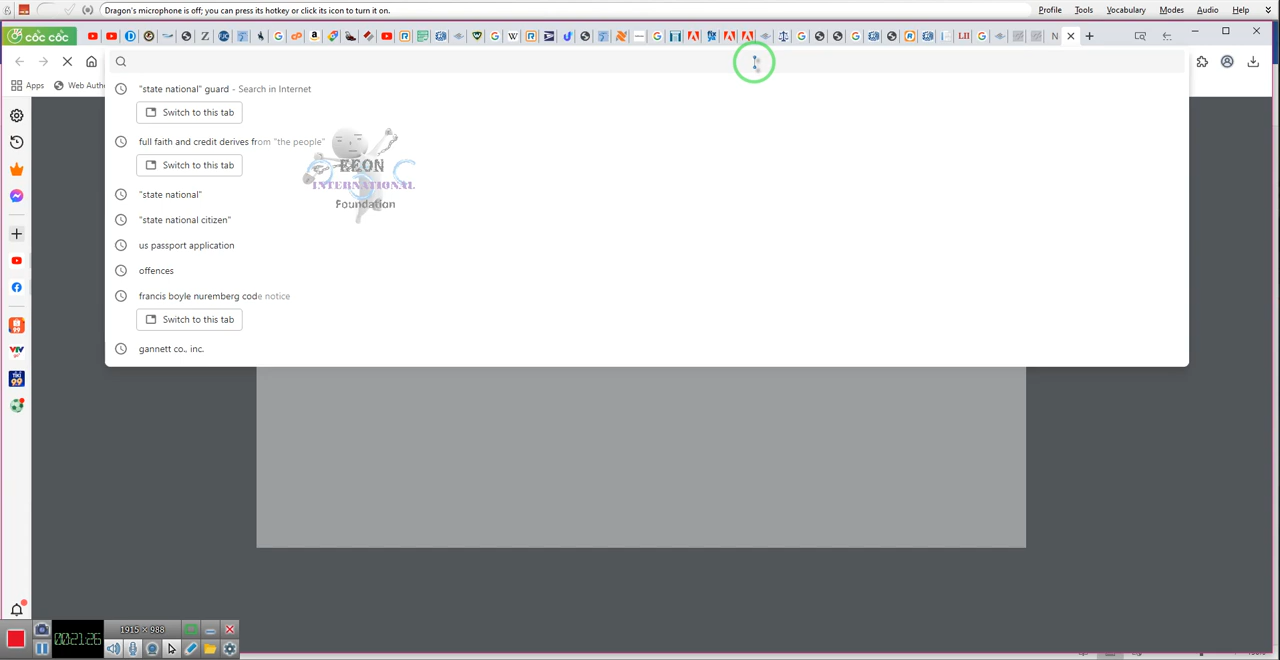 Dragon's microphone is off; you can press its hotkey or click its icon to turn it on.
Profile Tools Vocabulary Modes Audio Help
cốc cốc
N
Apps Web Auth
"state national" guard - Search in Internet
Switch to this tab
full faith and credit derives from "the people"
Switch to this tab
"state national"
"state national citizen"
us passport application
offences
francis boyle nuremberg code notice
Switch to this tab
gannett co., inc.
EEON
INTERNATIONAL
Foundation
00:21:26
1915 × 988